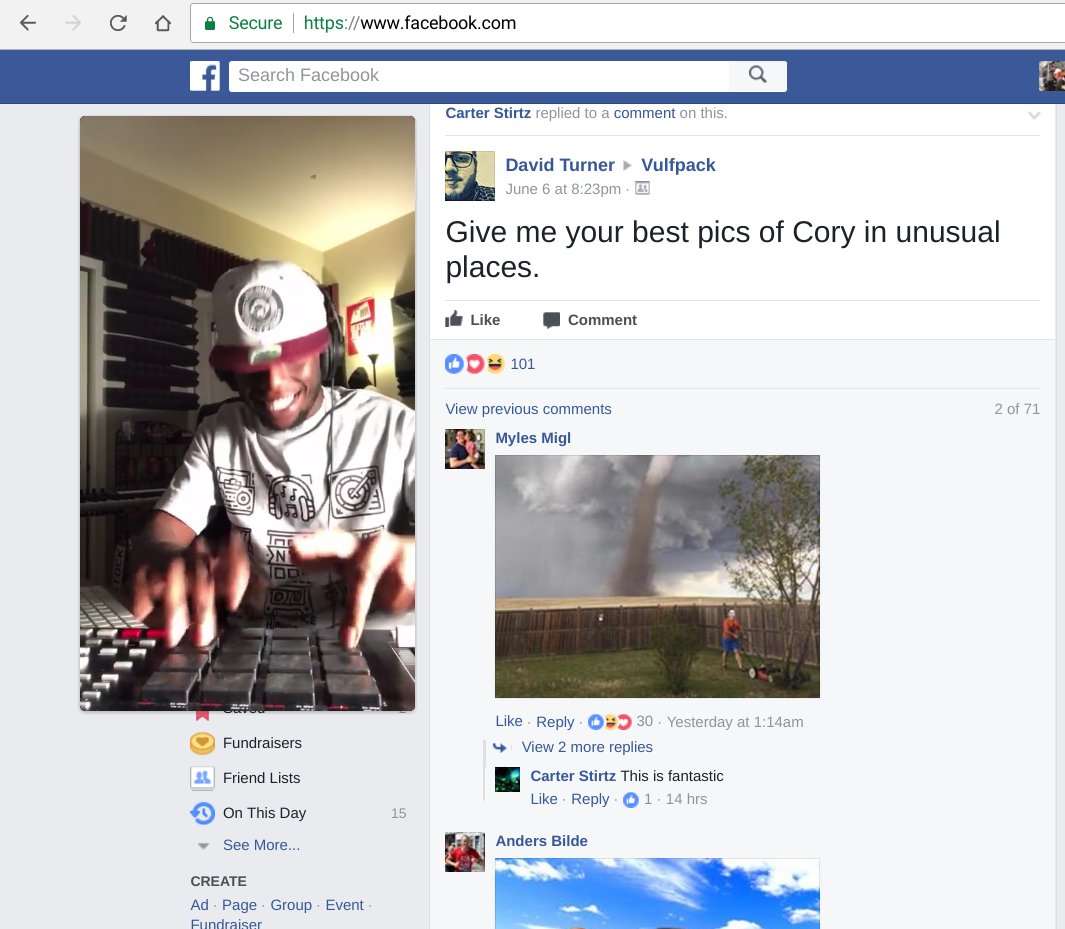 Secure https://www.facebook.com
Search Facebook
Carter Stirtz replied to a comment on this.
David Turner Vulfpack
June 6 at 8:23pm ·
Give me your best pics of Cory in unusual
places.
Like Comment
101
View previous comments 2 of 71
Myles Migl
Like · Reply · 30 · Yesterday at 1:14am
View 2 more replies
Carter Stirtz This is fantastic
Like · Reply · 1 · 14 hrs
Anders Bilde
Saved 2
Fundraisers
Friend Lists
On This Day 15
See More...
CREATE
Ad · Page · Group · Event ·
Fundraiser